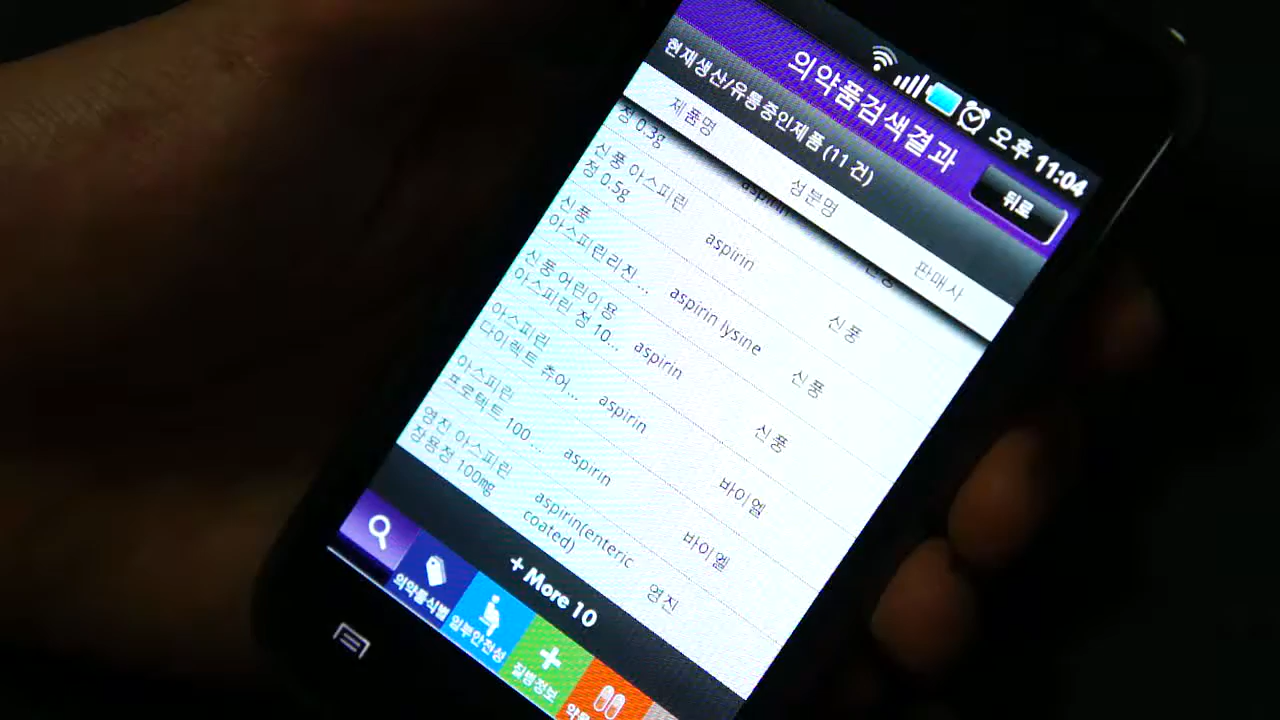 오후 11:04
의약품검색결과
뒤로
현재생산/유통중인제품 (11 건)
제품명 성분명 판매사
정 0.3g aspirin 신풍
신풍 아스피린
정 0.5g aspirin 신풍
신풍
아스피린리진 ... aspirin lysine 신풍
신풍 어린이용
아스피린 정 10... aspirin 신풍
아스피린
다이렉트 츄어... aspirin 바이엘
아스피린
프로텍트 100... aspirin 바이엘
영진 아스피린
장용정 100mg aspirin(enteric
coated) 영진
+ More 10
의약품식별
임부안전성
질병정보